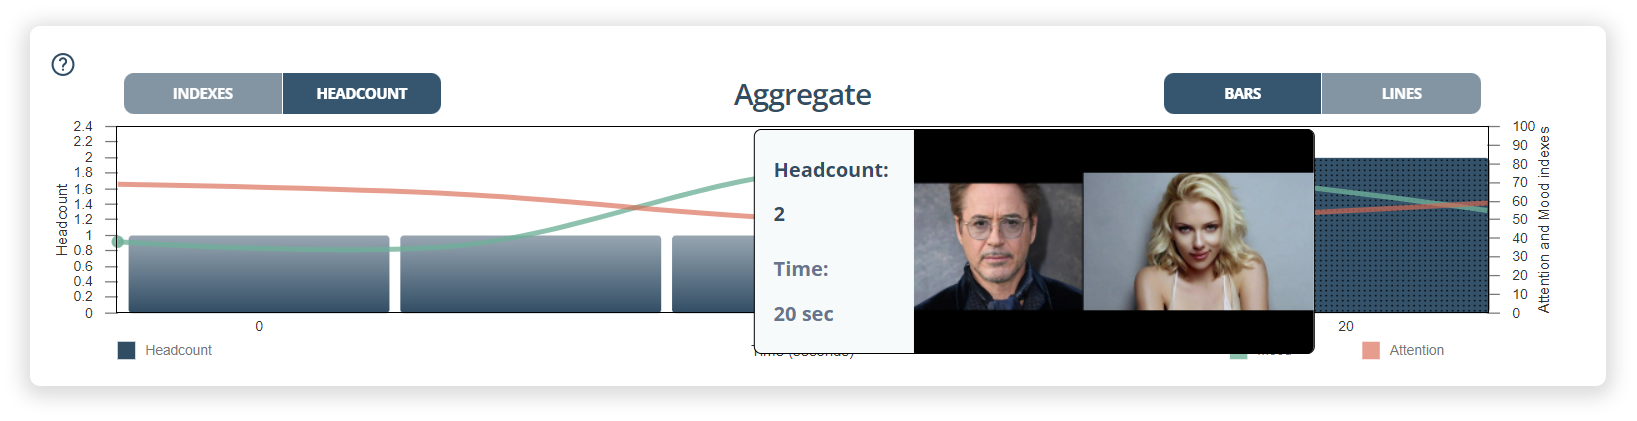 INDEXES HEADCOUNT
Aggregate
BARS LINES
2.4
2.2
2
1.8
1.6
1.4
1.2
1
0.8
0.6
0.4
0.2
0
Headcount
Headcount:
2
Time:
20 sec
100
90
80
70
60
50
40
30
20
10
0
Attention and Mood indexes
0
20
Headcount
Time (seconds)
Attention